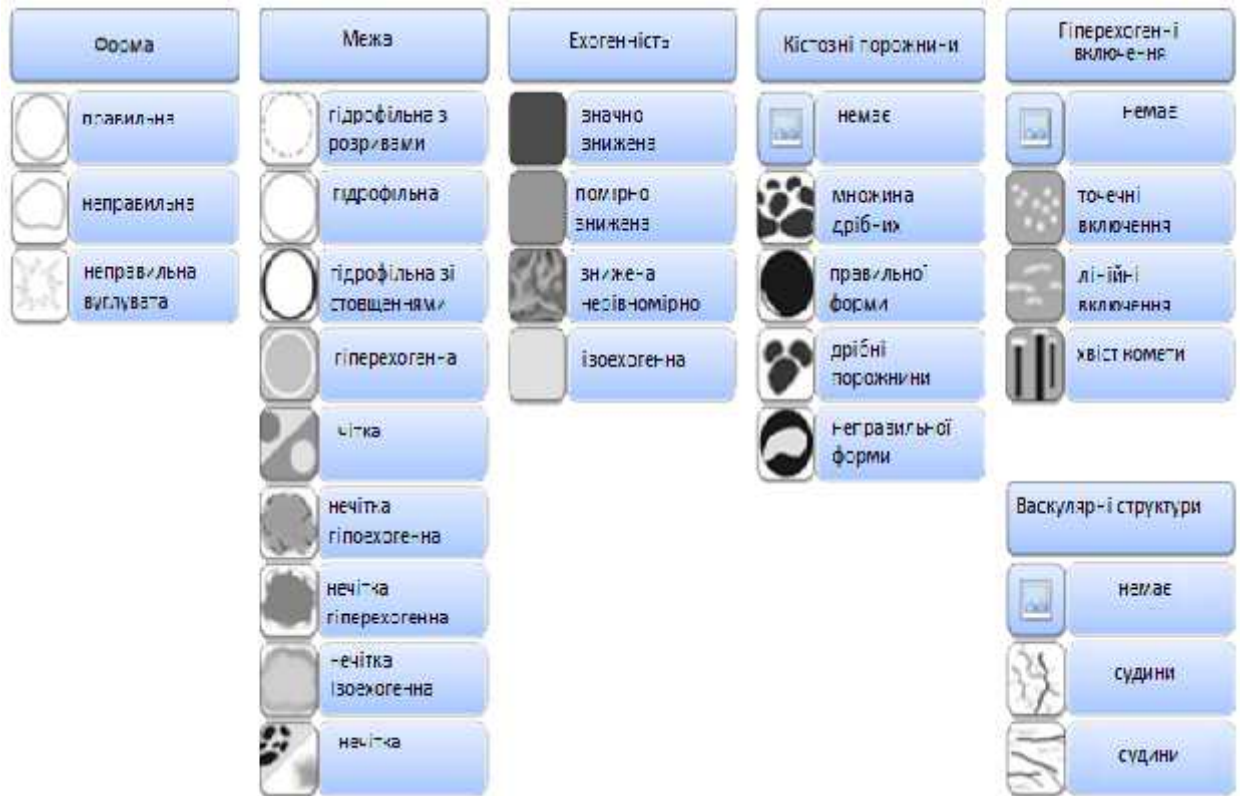 Форма
правильна
неправильна
неправильна
вуглувата
Межа
гідрофільна з
розривами
гідрофільна
гідрофільна зі
стовщеннями
гіперехогенна
чітка
нечітка
гіпоехогенна
нечітка
гіперехогенна
нечітка
ізоехогенна
нечітка
Ехогенність
значно
знижена
помірно
знижена
знижена
нерівномірно
ізоехогенна
Кістозні порожнини
немає
множина
дрібних
правильної
форми
дрібні
порожнини
неправильної
форми
Гіперехогенні
включення
немає
точечні
включення
лінійні
включення
хвіст комети
Васкулярні структури
немає
судини
судини